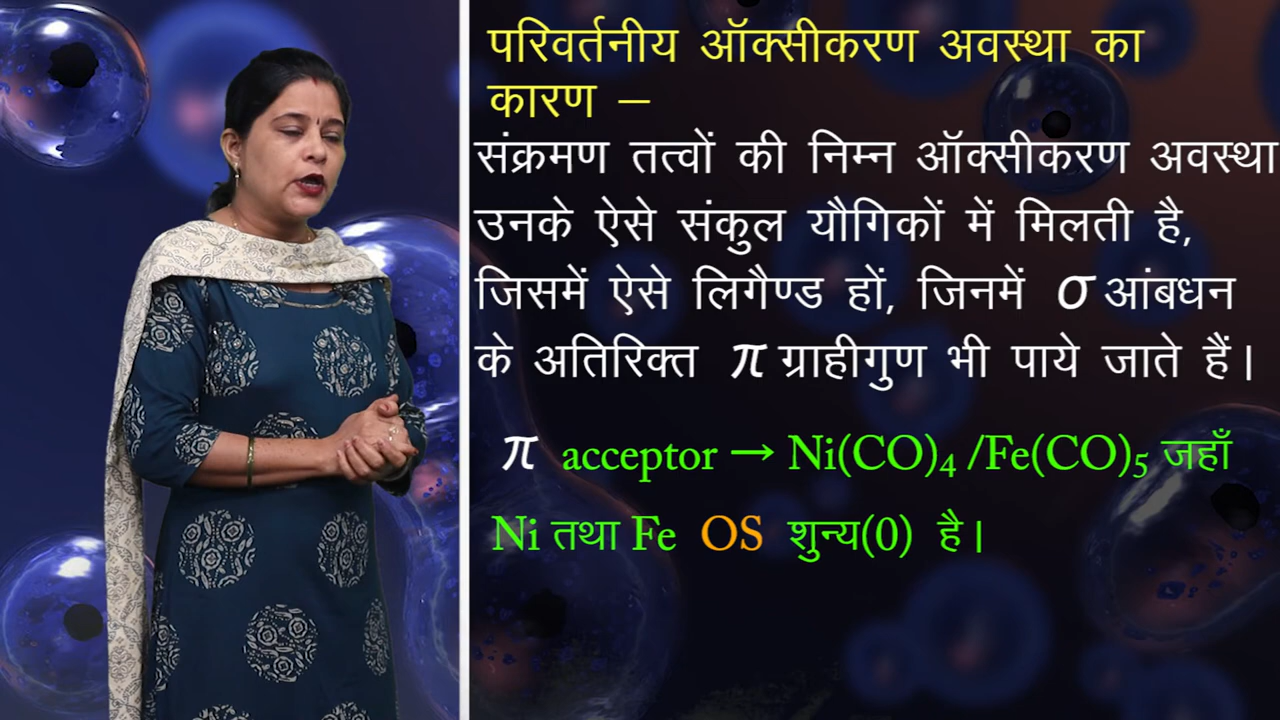 परिवर्तनीय ऑक्सीकरण अवस्था का
कारण –
संक्रमण तत्वों की निम्न ऑक्सीकरण अवस्था
उनके ऐसे संकुल यौगिकों में मिलती है,
जिसमें ऐसे लिगैण्ड हों, जिनमें σ आंबधन
के अतिरिक्त π ग्राहीगुण भी पाये जाते हैं।
π acceptor → Ni(CO)₄ /Fe(CO)₅ जहाँ
Ni तथा Fe OS शुन्य(0) है।